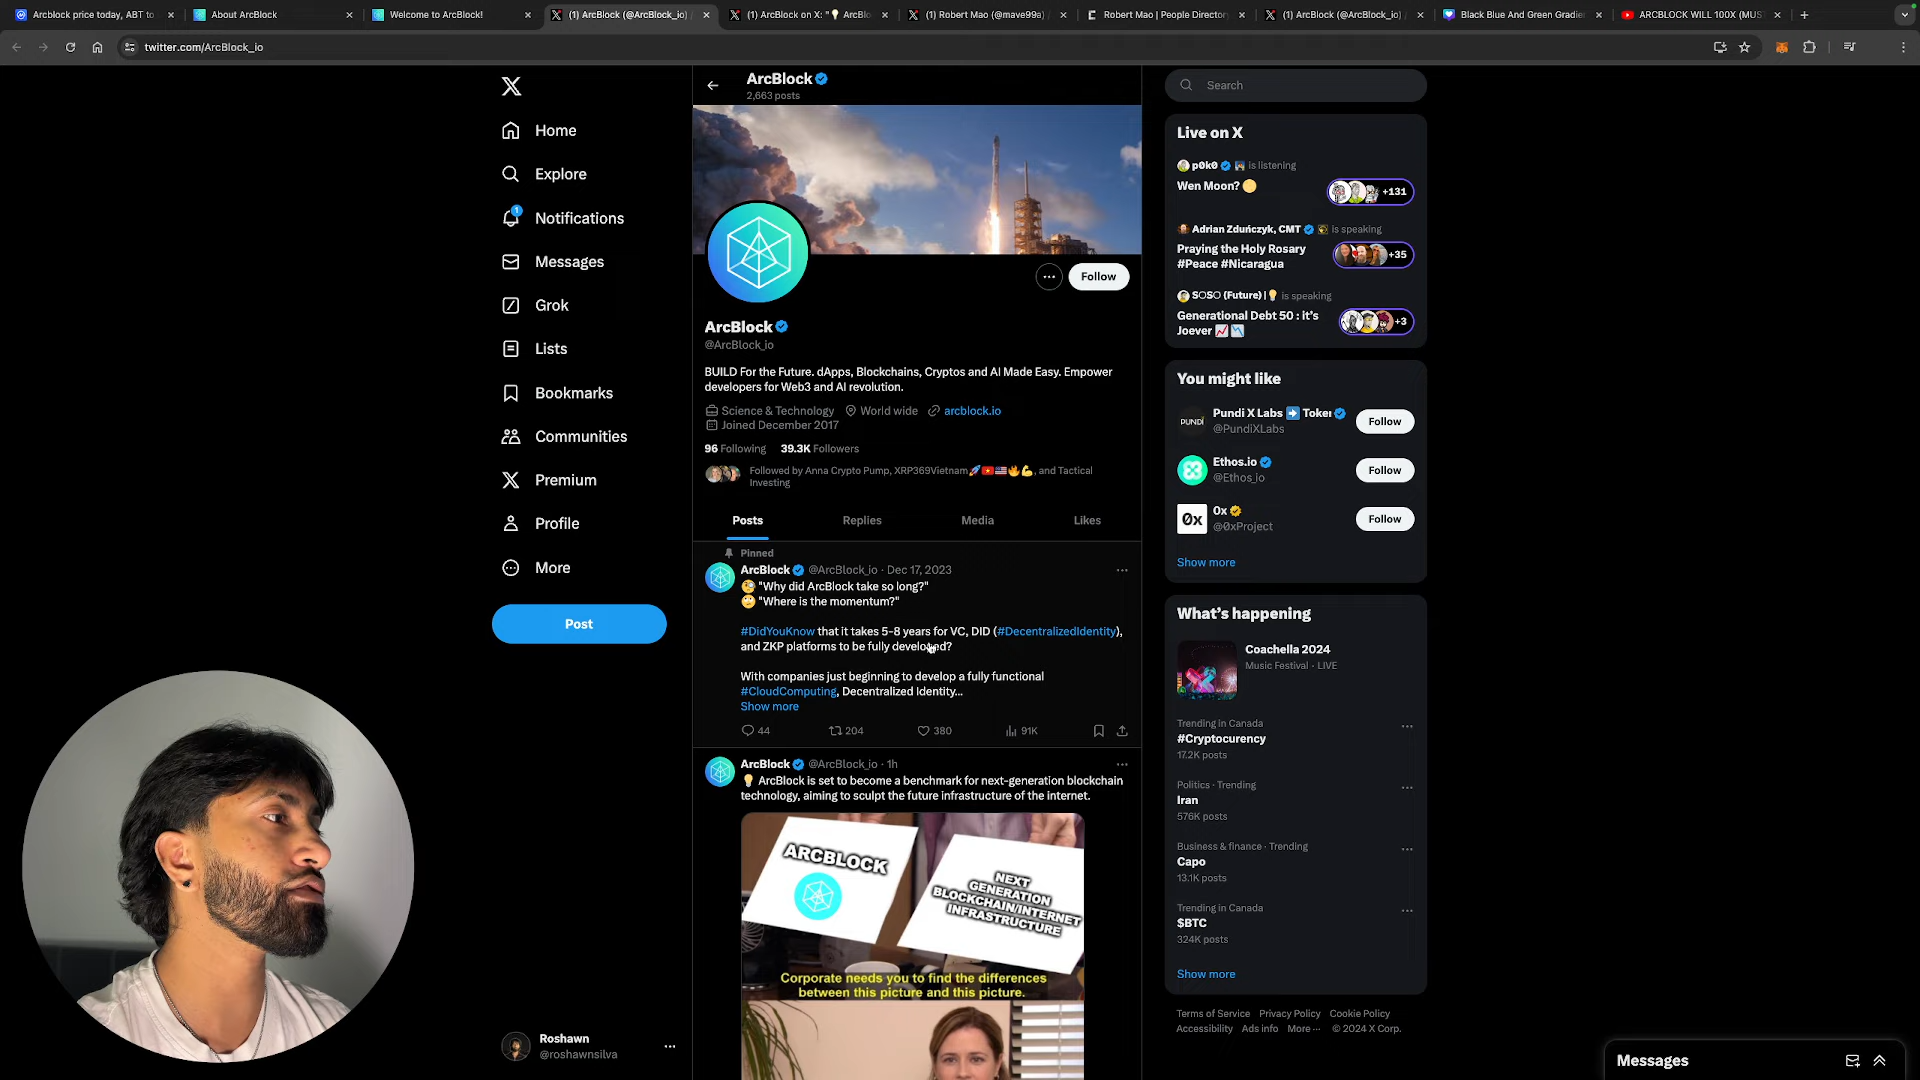 Arcblock price today, ABT to
About ArcBlock
Welcome to ArcBlock!
(1) ArcBlock (@ArcBlock_io)
(1) ArcBlock on X: "💡 ArcBlo
(1) Robert Mao (@mave99a)
Robert Mao | People Director
(1) ArcBlock (@ArcBlock_io)
Black Blue And Green Gradie
ARCBLOCK WILL 100X (MUS
twitter.com/ArcBlock_io
Home
Explore
1
Notifications
Messages
Grok
Lists
Bookmarks
Communities
Premium
Profile
More
Post
Roshawn
@roshawnsilva
ArcBlock
2,663 posts
Follow
ArcBlock
@ArcBlock_io
BUILD For the Future. dApps, Blockchains, Cryptos and AI Made Easy. Empower
developers for Web3 and AI revolution.
Science & Technology World wide arcblock.io
Joined December 2017
96 Following 39.3K Followers
Followed by Anna Crypto Pump, XRP369Vietnam🚀🇻🇳🇺🇸🔥💪, and Tactical
Investing
Posts Replies Media Likes
Pinned
ArcBlock @ArcBlock_io · Dec 17, 2023
🧐 "Why did ArcBlock take so long?"
🙄 "Where is the momentum?"
#DidYouKnow that it takes 5-8 years for VC, DID (#DecentralizedIdentity),
and ZKP platforms to be fully developed?
With companies just beginning to develop a fully functional
#CloudComputing, Decentralized Identity...
Show more
44 204 380 91K
ArcBlock @ArcBlock_io · 1h
💡 ArcBlock is set to become a benchmark for next-generation blockchain
technology, aiming to sculpt the future infrastructure of the internet.
ARCBLOCK
NEXT
GENERATION
BLOCKCHAIN/INTERNET
INFRASTRUCTURE
Corporate needs you to find the differences
between this picture and this picture.
Search
Live on X
p0k0 is listening
Wen Moon? 🌕
+131
Adrian Zduńczyk, CMT is speaking
Praying the Holy Rosary
#Peace #Nicaragua
+35
SOSO (Future) |💡 is speaking
Generational Debt 50 : it's
Joever 📈📉
+3
You might like
Pundi X Labs ➡️ Token
@PundiXLabs
Follow
PUNDI
Ethos.io
@Ethos_io
Follow
0x
0x
@0xProject
Follow
Show more
What's happening
Coachella 2024
Music Festival · LIVE
Trending in Canada
#Cryptocurency
17.2K posts
Politics · Trending
Iran
576K posts
Business & finance · Trending
Capo
13.1K posts
Trending in Canada
$BTC
324K posts
Show more
Terms of Service Privacy Policy Cookie Policy
Accessibility Ads info More ··· © 2024 X Corp.
Messages